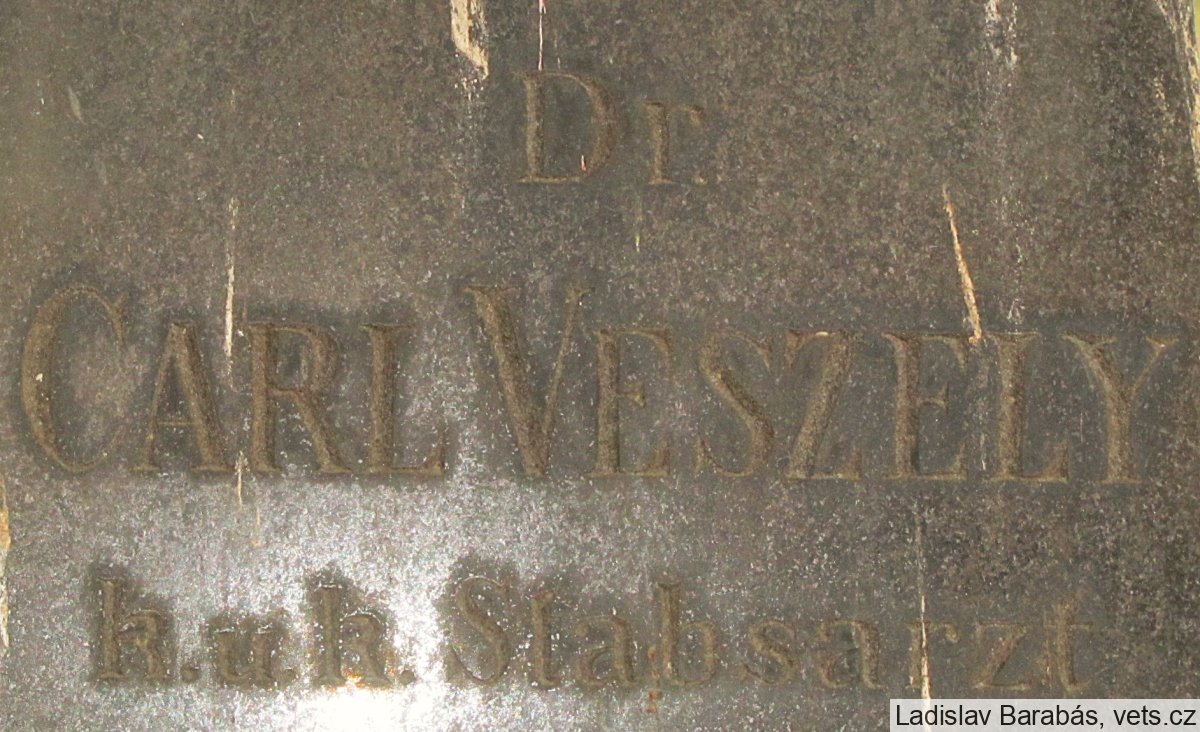 Dr.
CARL VESZELY
k.u.k. Stabsarzt
Ladislav Barabás, vets.cz